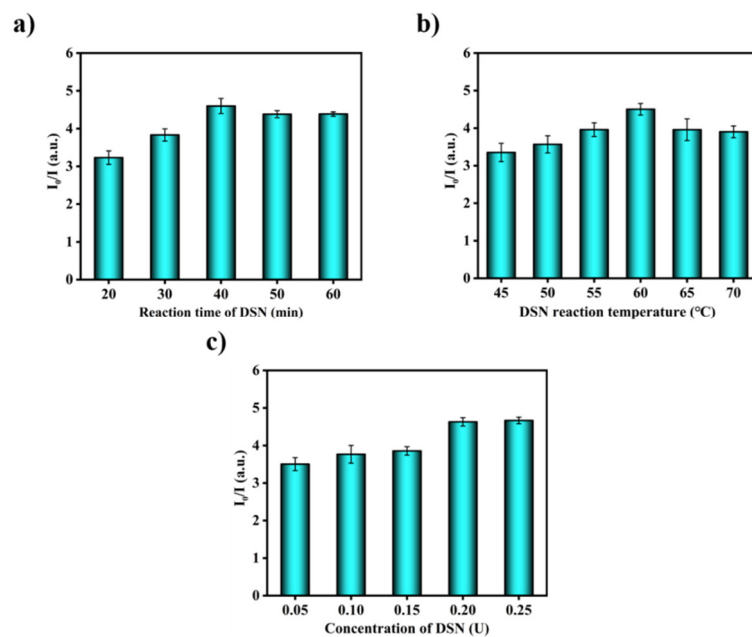 a)
6
5
4
3
2
1
0
I₀/I (a.u.)
20 30 40 50 60
Reaction time of DSN (min)
b)
6
5
4
3
2
1
0
I₀/I (a.u.)
45 50 55 60 65 70
DSN reaction temperature (°C)
c)
6
5
4
3
2
1
0
I₀/I (a.u.)
0.05 0.10 0.15 0.20 0.25
Concentration of DSN (U)